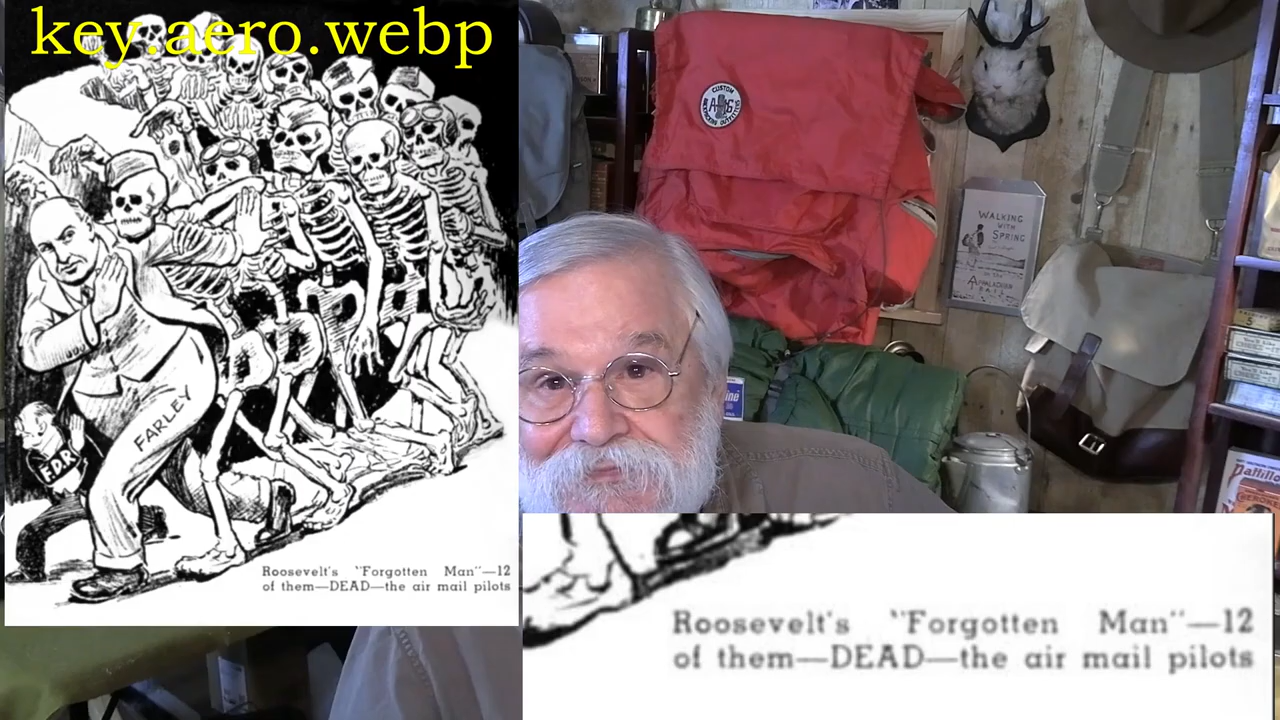 key.aero.webp
CUSTOM
WALKING
WITH
SPRING
APPALACHIAN
FARLEY
F.D.R.
Roosevelt's "Forgotten Man"—12
of them—DEAD—the air mail pilots
Roosevelt's "Forgotten Man"—12
of them—DEAD—the air mail pilots